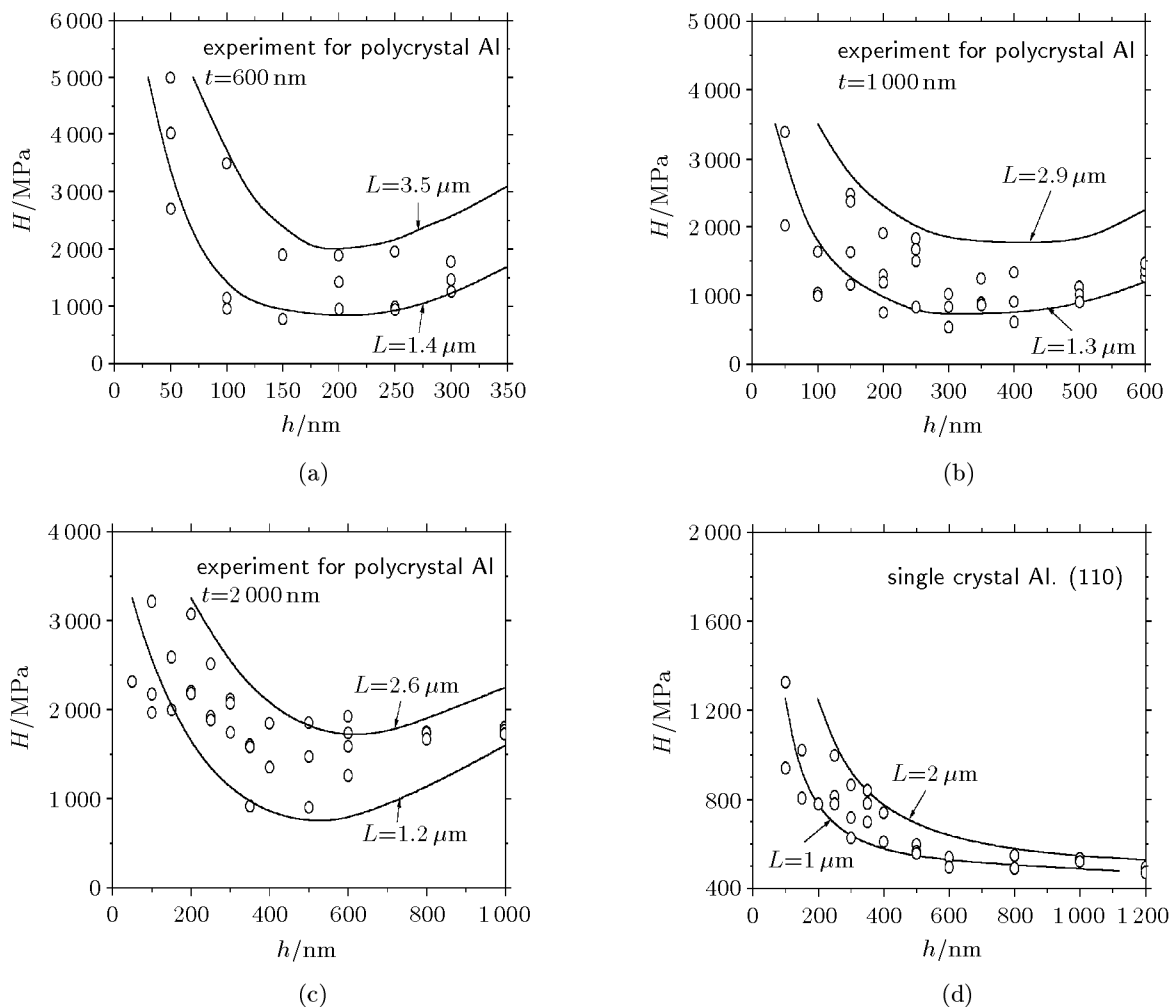 6 000
experiment for polycrystal Al
t=600 nm
5 000
4 000
3 000
2 000
1 000
0
H/MPa
L=3.5 μm
L=1.4 μm
0 50 100 150 200 250 300 350
h/nm
(a)
5 000
experiment for polycrystal Al
t=1 000 nm
4 000
3 000
2 000
1 000
0
H/MPa
L=2.9 μm
L=1.3 μm
0 100 200 300 400 500 600
h/nm
(b)
4 000
experiment for polycrystal Al
t=2 000 nm
3 000
2 000
1 000
0
H/MPa
L=2.6 μm
L=1.2 μm
0 200 400 600 800 1 000
h/nm
(c)
2 000
single crystal Al. (110)
1 600
1200
800
400
H/MPa
L=2 μm
L=1 μm
0 200 400 600 800 1 000 1 200
h/nm
(d)